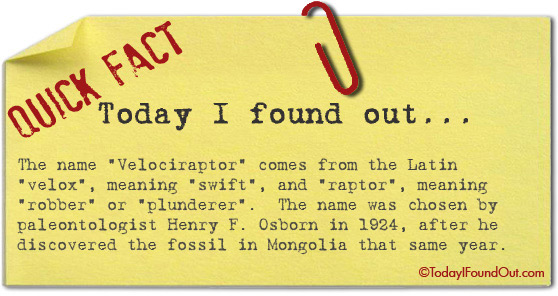 QUICK FACT
Today I found out...
The name "Velociraptor" comes from the Latin
"velox", meaning "swift", and "raptor", meaning
"robber" or "plunderer".  The name was chosen by
paleontologist Henry F. Osborn in 1924, after he
discovered the fossil in Mongolia that same year.
©TodayIFoundOut.com